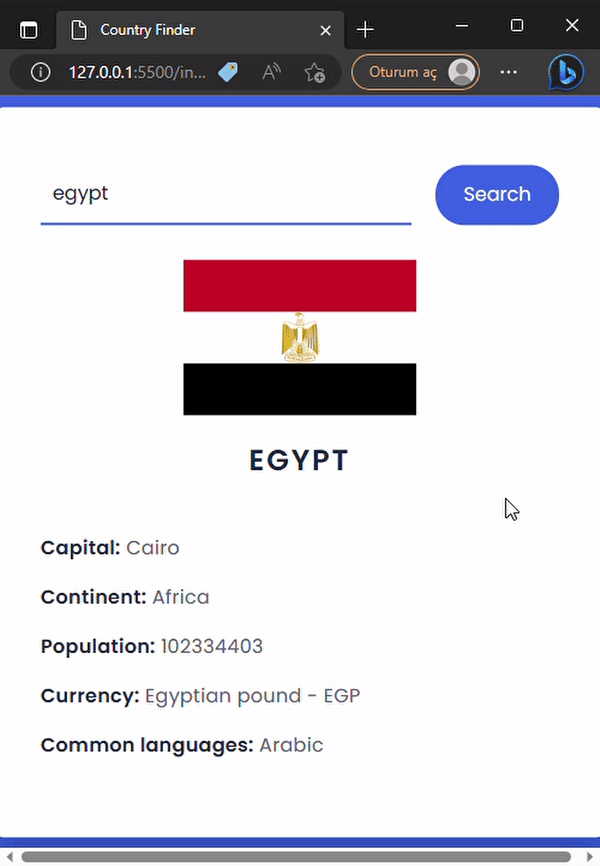 Country Finder
127.0.0.1:5500/in...
Oturum aç
egypt
Search
EGYPT
Capital: Cairo
Continent: Africa
Population: 102334403
Currency: Egyptian pound - EGP
Common languages: Arabic